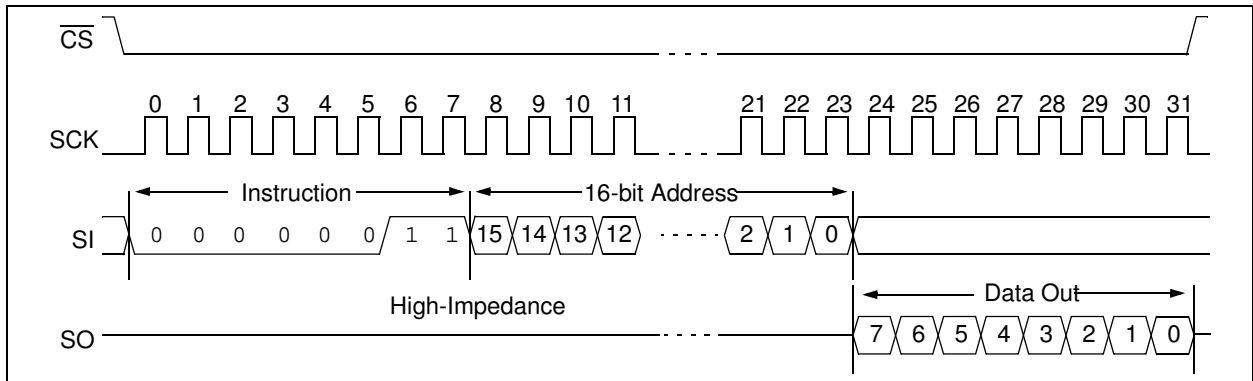 CS
0 1 2 3 4 5 6 7 8 9 10 11 21 22 23 24 25 26 27 28 29 30 31
SCK
Instruction 16-bit Address
SI 0 0 0 0 0 0 1 1 15 14 13 12 2 1 0
Data Out
High-Impedance
SO 7 6 5 4 3 2 1 0